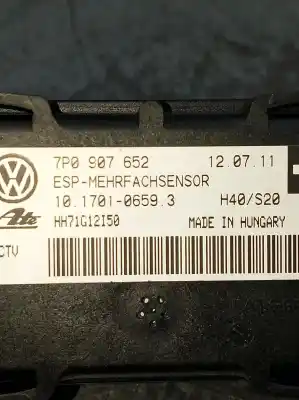 7P0 907 652 12.07.11
ESP-MEHRFACHSENSOR
10.1701-0659.3 H40/S20
Ate HH71G12I50 MADE IN HUNGARY
CTV